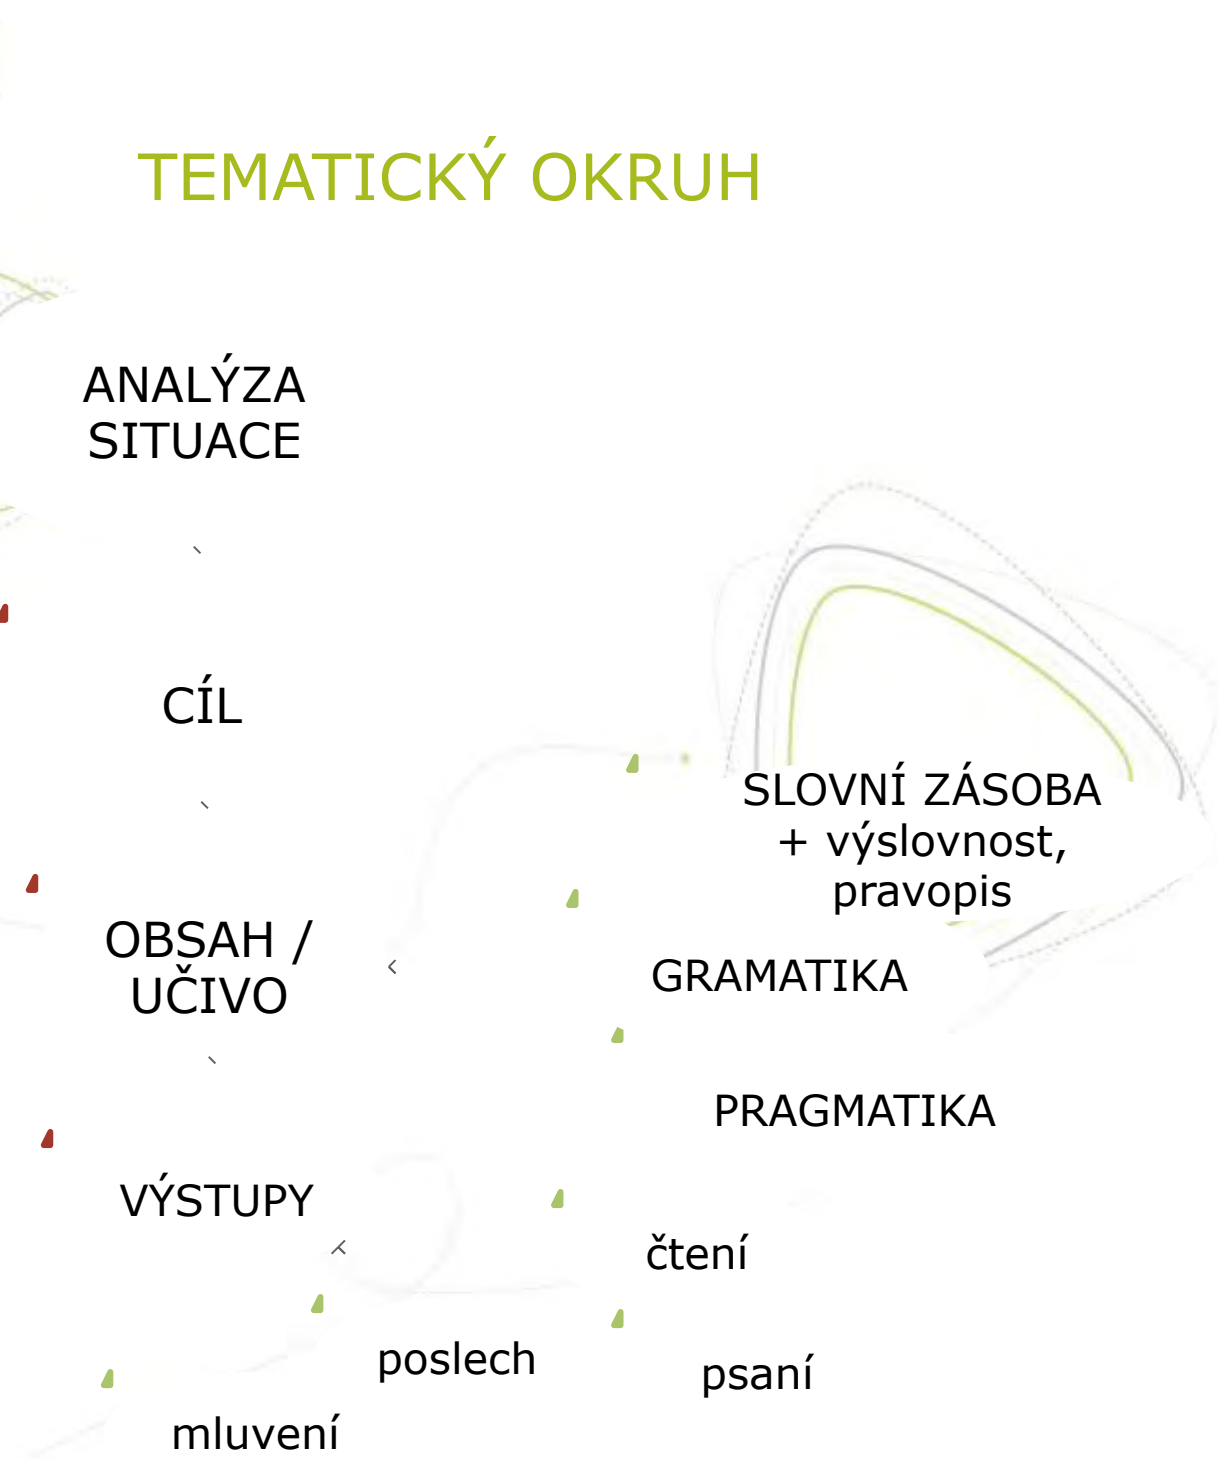 TEMATICKÝ OKRUH
ANALÝZA
SITUACE
CÍL
SLOVNÍ ZÁSOBA
+ výslovnost,
pravopis
OBSAH /
UČIVO
GRAMATIKA
PRAGMATIKA
VÝSTUPY
čtení
poslech
psaní
mluvení